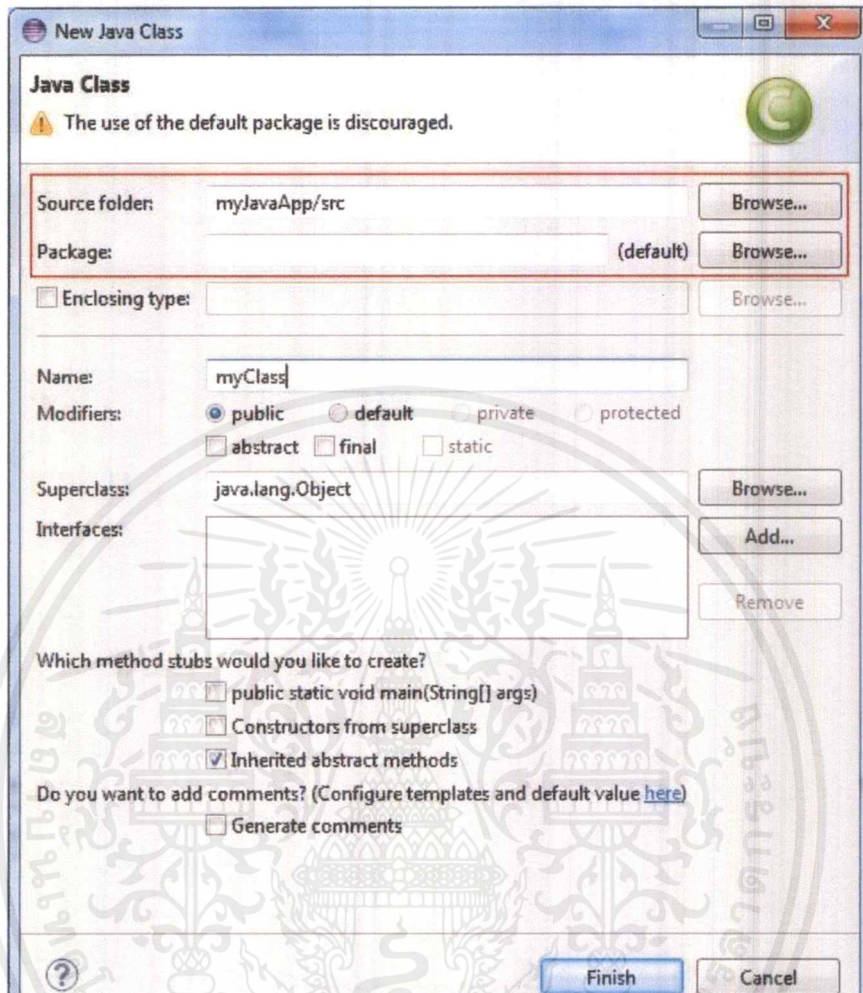 New Java Class
Java Class
The use of the default package is discouraged.
Source folder: myJavaApp/src Browse...
Package: (default) Browse...
Enclosing type: Browse...
Name: myClass
Modifiers: public default private protected
abstract final static
Superclass: java.lang.Object Browse...
Interfaces: Add...
Remove
Which method stubs would you like to create?
public static void main(String[] args)
Constructors from superclass
Inherited abstract methods
Do you want to add comments? (Configure templates and default value here)
Generate comments
Finish Cancel